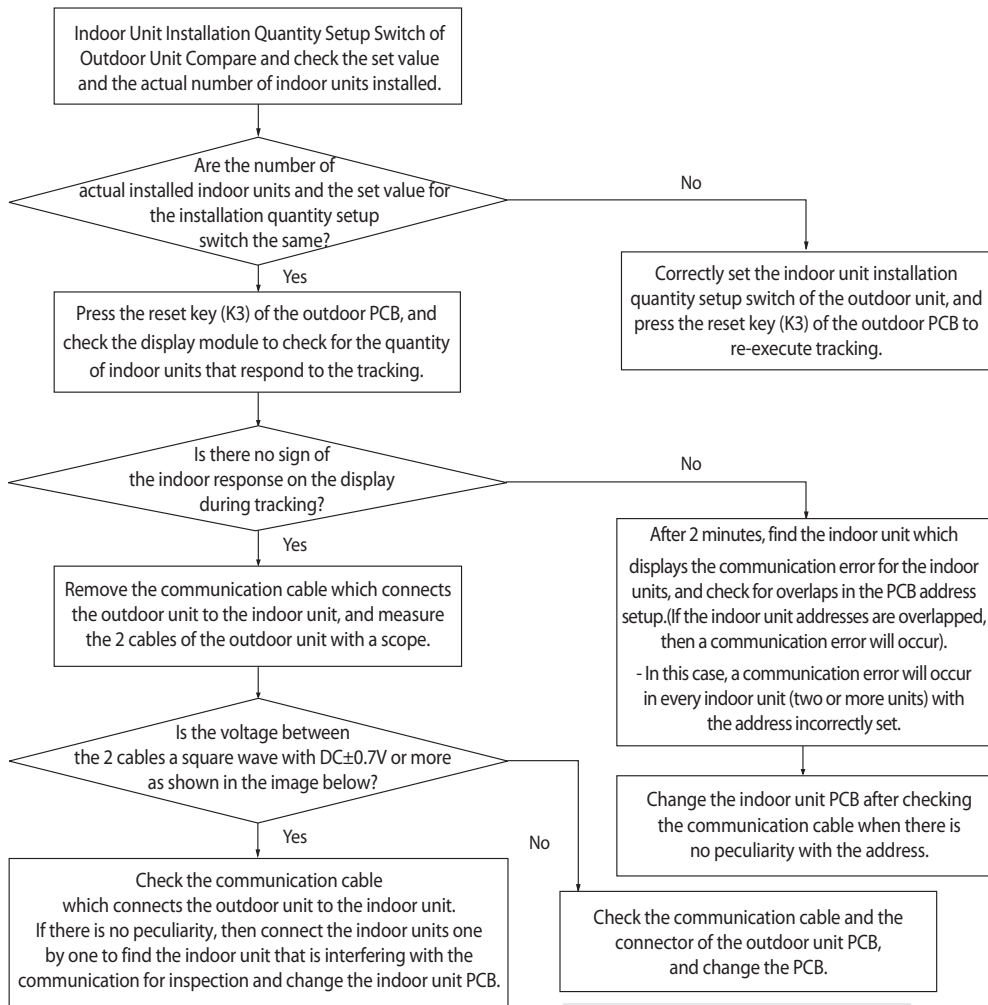 Indoor Unit Installation Quantity Setup Switch of
Outdoor Unit Compare and check the set value
and the actual number of indoor units installed.
Are the number of
actual installed indoor units and the set value for
the installation quantity setup
switch the same?
No
Yes
Correctly set the indoor unit installation
quantity setup switch of the outdoor unit, and
press the reset key (K3) of the outdoor PCB to
re-execute tracking.
Press the reset key (K3) of the outdoor PCB, and
check the display module to check for the quantity
of indoor units that respond to the tracking.
Is there no sign of
the indoor response on the display
during tracking?
No
Yes
After 2 minutes, find the indoor unit which
displays the communication error for the indoor
units, and check for overlaps in the PCB address
setup.(If the indoor unit addresses are overlapped,
then a communication error will occur).
- In this case, a communication error will occur
in every indoor unit (two or more units) with
the address incorrectly set.
Remove the communication cable which connects
the outdoor unit to the indoor unit, and measure
the 2 cables of the outdoor unit with a scope.
Is the voltage between
the 2 cables a square wave with DC±0.7V or more
as shown in the image below?
Change the indoor unit PCB after checking
the communication cable when there is
no peculiarity with the address.
Yes
No
Check the communication cable
which connects the outdoor unit to the indoor unit.
If there is no peculiarity, then connect the indoor units one
by one to find the indoor unit that is interfering with the
communication for inspection and change the indoor unit PCB.
Check the communication cable and the
connector of the outdoor unit PCB,
and change the PCB.